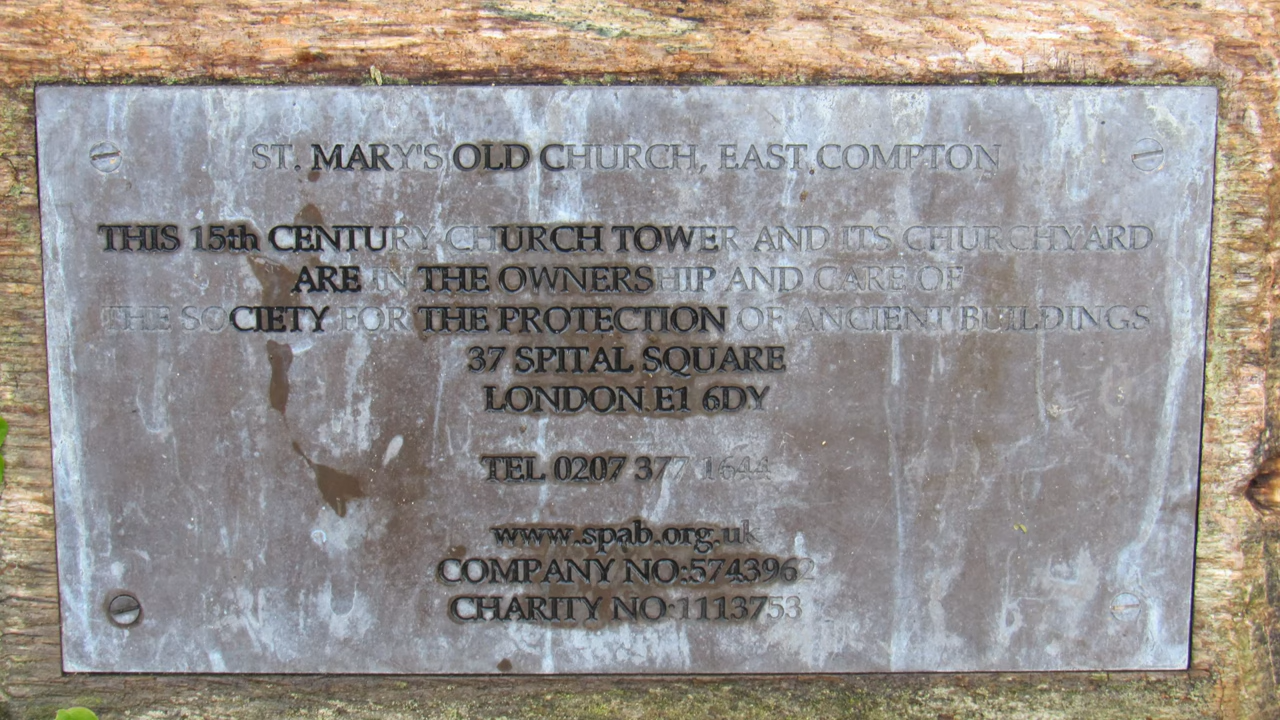 ST. MARY'S OLD CHURCH, EAST COMPTON
THIS 15th CENTURY CHURCH TOWER AND ITS CHURCHYARD
ARE IN THE OWNERSHIP AND CARE OF
THE SOCIETY FOR THE PROTECTION OF ANCIENT BUILDINGS
37 SPITAL SQUARE
LONDON E1 6DY
TEL 0207 377 1644
www.spab.org.uk
COMPANY NO:5743962
CHARITY NO:1113753